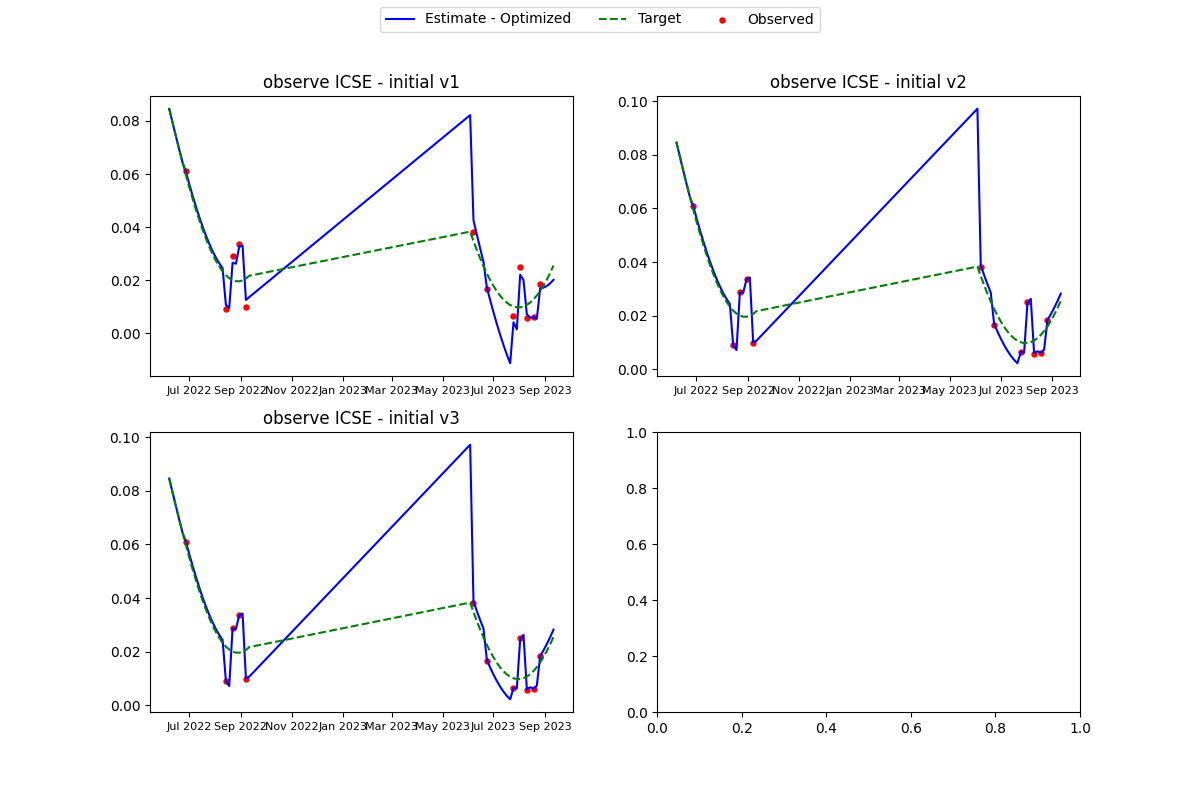 Estimate - Optimized Target Observed
observe ICSE - initial v1
0.08
0.06
0.04
0.02
0.00
Jul 2022 Sep 2022 Nov 2022 Jan 2023 Mar 2023 May 2023 Jul 2023 Sep 2023
observe ICSE - initial v2
0.10
0.08
0.06
0.04
0.02
0.00
Jul 2022 Sep 2022 Nov 2022 Jan 2023 Mar 2023 May 2023 Jul 2023 Sep 2023
observe ICSE - initial v3
0.10
0.08
0.06
0.04
0.02
0.00
Jul 2022 Sep 2022 Nov 2022 Jan 2023 Mar 2023 May 2023 Jul 2023 Sep 2023
1.0
0.8
0.6
0.4
0.2
0.0
0.0 0.2 0.4 0.6 0.8 1.0